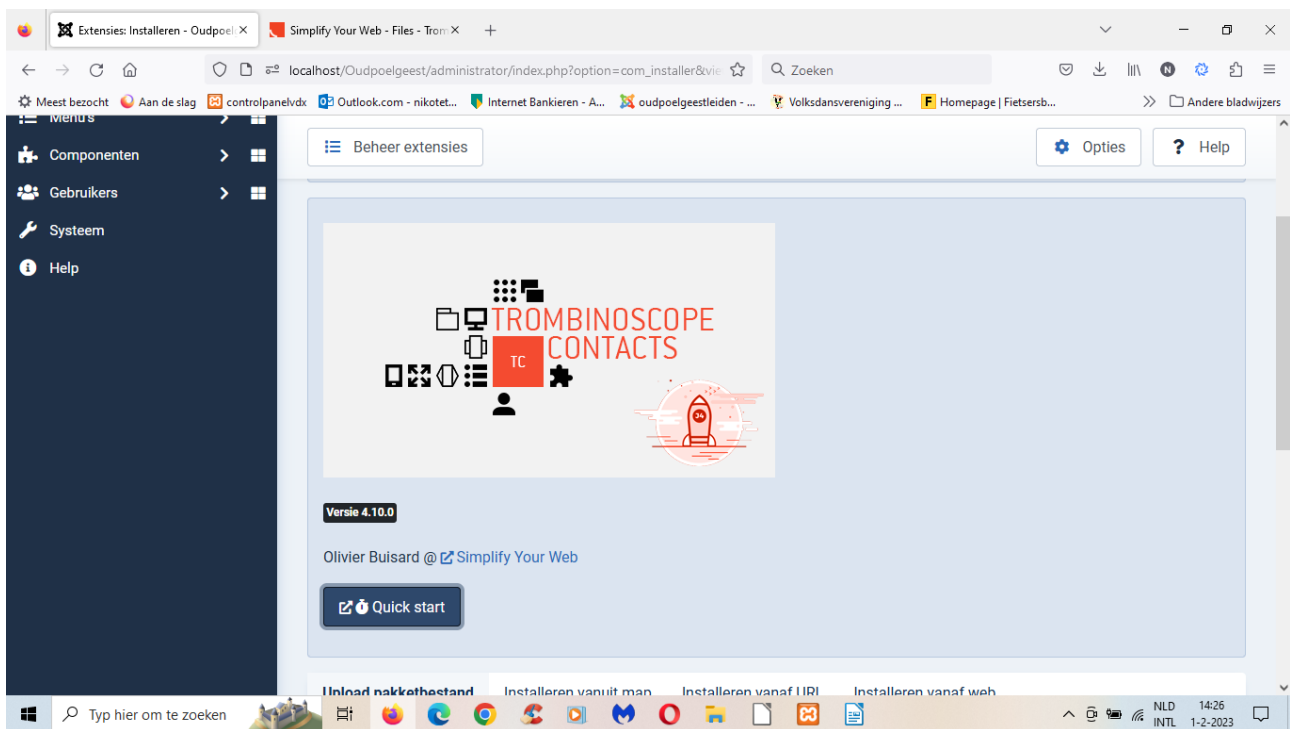 Extensies: Installeren - Oudpoel
Simplify Your Web - Files - Trom
localhost/Oudpoelgeest/administrator/index.php?option=com_installer&vie
Zoeken
Meest bezocht
Aan de slag
controlpanelvdx
Outlook.com - nikotet...
Internet Bankieren - A...
oudpoelgeestleiden - ...
Volksdansvereniging ...
Homepage | Fietsersb...
Andere bladwijzers
Menu's
Componenten
Gebruikers
Systeem
Help
Beheer extensies
Opties
? Help
TROMBINOSCOPE
CONTACTS
TC
J4
Versie 4.10.0
Olivier Buisard @ Simplify Your Web
Quick start
Upload pakketbestand
Installeren vanuit map
Installeren vanaf URL
Installeren vanaf web
Typ hier om te zoeken
NLD
INTL
14:26
1-2-2023